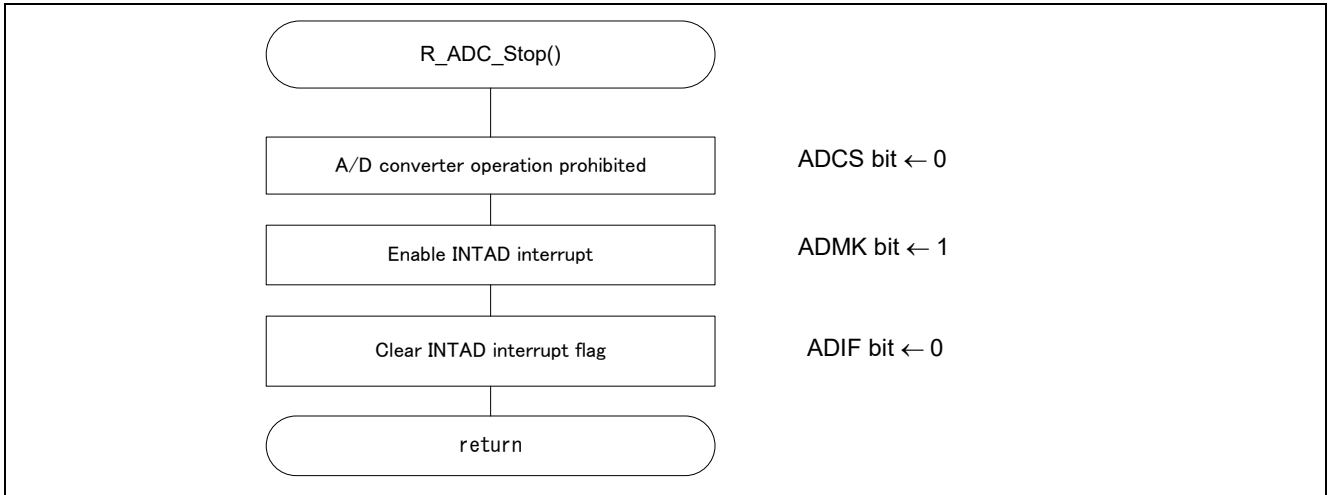 R_ADC_Stop()
A/D converter operation prohibited
ADCS bit ← 0
Enable INTAD interrupt
ADMK bit ← 1
Clear INTAD interrupt flag
ADIF bit ← 0
return